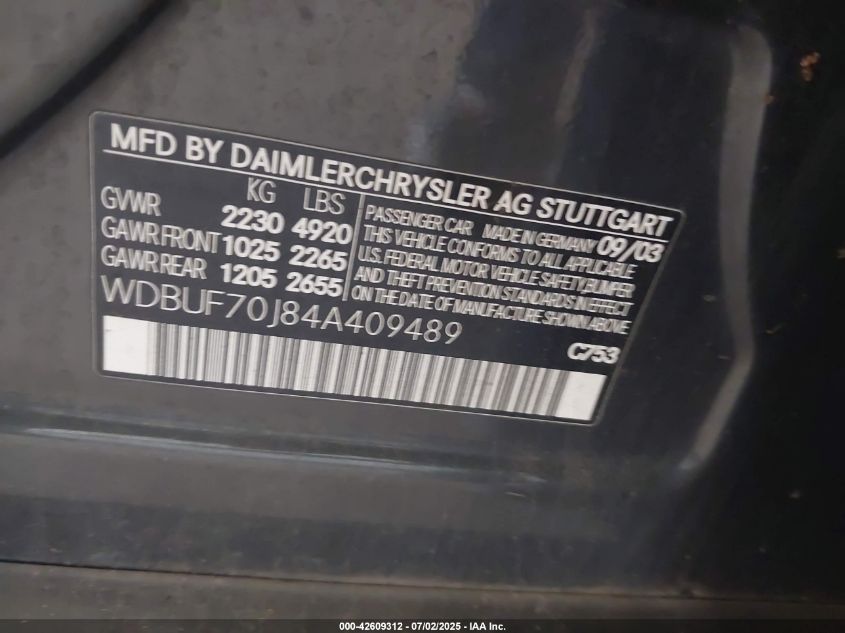 MFD BY DAIMLERCHRYSLER AG STUTTGART
KG LBS
GVWR 2230 4920
GAWR FRONT 1025 2265
GAWR REAR 1205 2655
PASSENGER CAR MADE IN GERMANY 09/03
THIS VEHICLE CONFORMS TO ALL APPLICABLE
U.S. FEDERAL MOTOR VEHICLE SAFETY BUMPER
AND THEFT PREVENTION STANDARDS IN EFFECT
ON THE DATE OF MANUFACTURE SHOWN ABOVE
WDBUF70J84A409489
C753
000-42609312 - 07/02/2025 - IAA Inc.